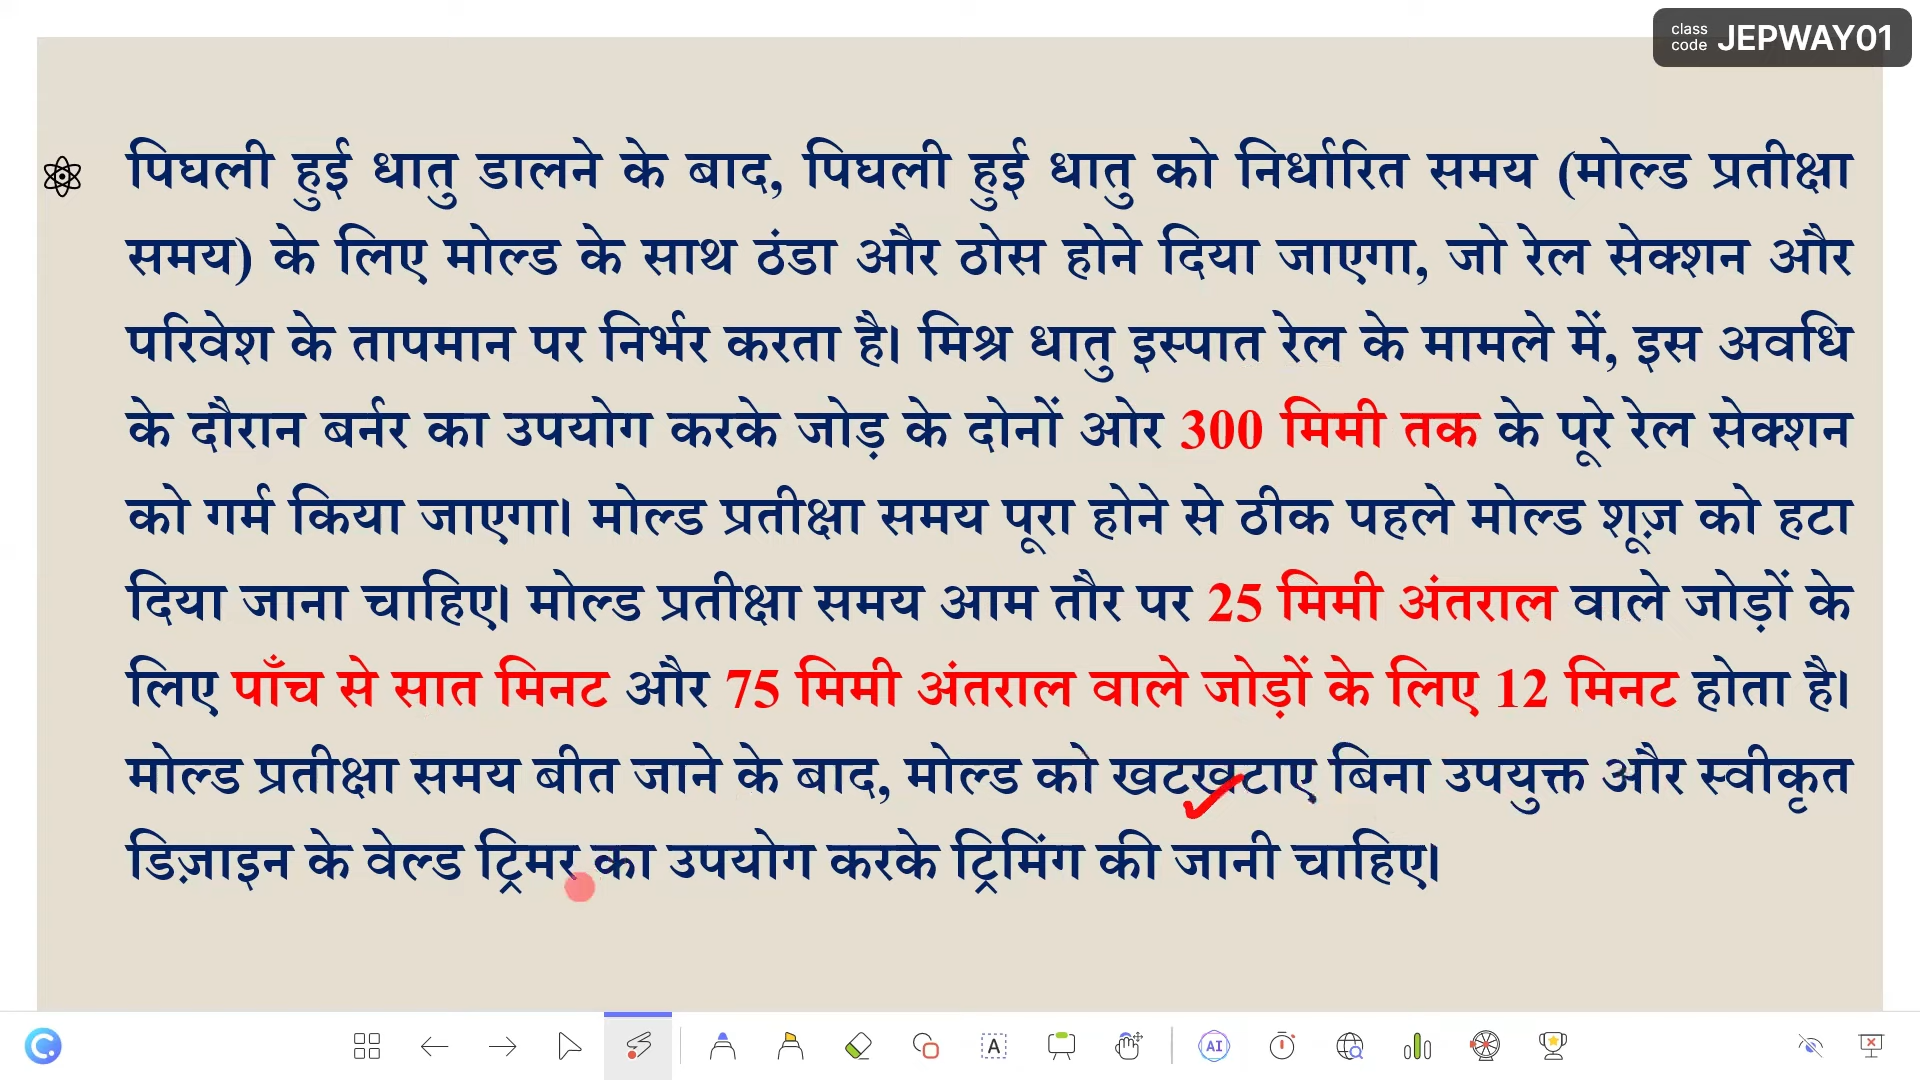 class
code JEPWAY01
पिघली हुई धातु डालने के बाद, पिघली हुई धातु को निर्धारित समय (मोल्ड प्रतीक्षा
समय) के लिए मोल्ड के साथ ठंडा और ठोस होने दिया जाएगा, जो रेल सेक्शन और
परिवेश के तापमान पर निर्भर करता है। मिश्र धातु इस्पात रेल के मामले में, इस अवधि
के दौरान बर्नर का उपयोग करके जोड़ के दोनों ओर 300 मिमी तक के पूरे रेल सेक्शन
को गर्म किया जाएगा। मोल्ड प्रतीक्षा समय पूरा होने से ठीक पहले मोल्ड शूज़ को हटा
दिया जाना चाहिए। मोल्ड प्रतीक्षा समय आम तौर पर 25 मिमी अंतराल वाले जोड़ों के
लिए पाँच से सात मिनट और 75 मिमी अंतराल वाले जोड़ों के लिए 12 मिनट होता है।
मोल्ड प्रतीक्षा समय बीत जाने के बाद, मोल्ड को खटखटाए बिना उपयुक्त और स्वीकृत
डिज़ाइन के वेल्ड ट्रिमर का उपयोग करके ट्रिमिंग की जानी चाहिए।
A
AI